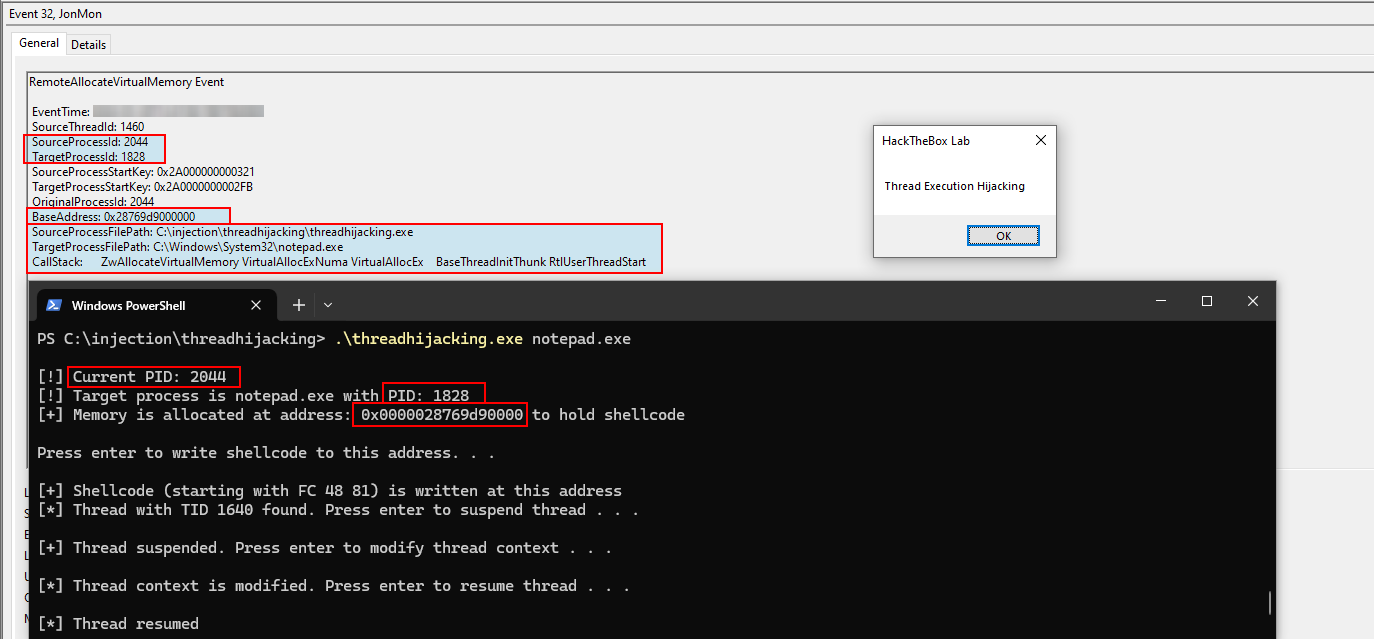 Event 32, JonMon
General Details
RemoteAllocateVirtualMemory Event
EventTime:
SourceThreadId: 1460
SourceProcessId: 2044
TargetProcessId: 1828
SourceProcessStartKey: 0x2A000000000321
TargetProcessStartKey: 0x2A0000000002FB
OriginalProcessId: 2044
BaseAddress: 0x28769d9000000
SourceProcessFilePath: C:\injection\threadhijacking\threadhijacking.exe
TargetProcessFilePath: C:\Windows\System32\notepad.exe
CallStack: ZwAllocateVirtualMemory VirtualAllocExNuma VirtualAllocEx BaseThreadInitThunk RtlUserThreadStart
HackTheBox Lab
Thread Execution Hijacking
OK
Windows PowerShell
PS C:\injection\threadhijacking> .\threadhijacking.exe notepad.exe
[!] Current PID: 2044
[!] Target process is notepad.exe with PID: 1828
[+] Memory is allocated at address: 0x0000028769d90000 to hold shellcode
Press enter to write shellcode to this address. . .
[+] Shellcode (starting with FC 48 81) is written at this address
[*] Thread with TID 1640 found. Press enter to suspend thread . . .
[+] Thread suspended. Press enter to modify thread context . . .
[*] Thread context is modified. Press enter to resume thread . . .
[*] Thread resumed